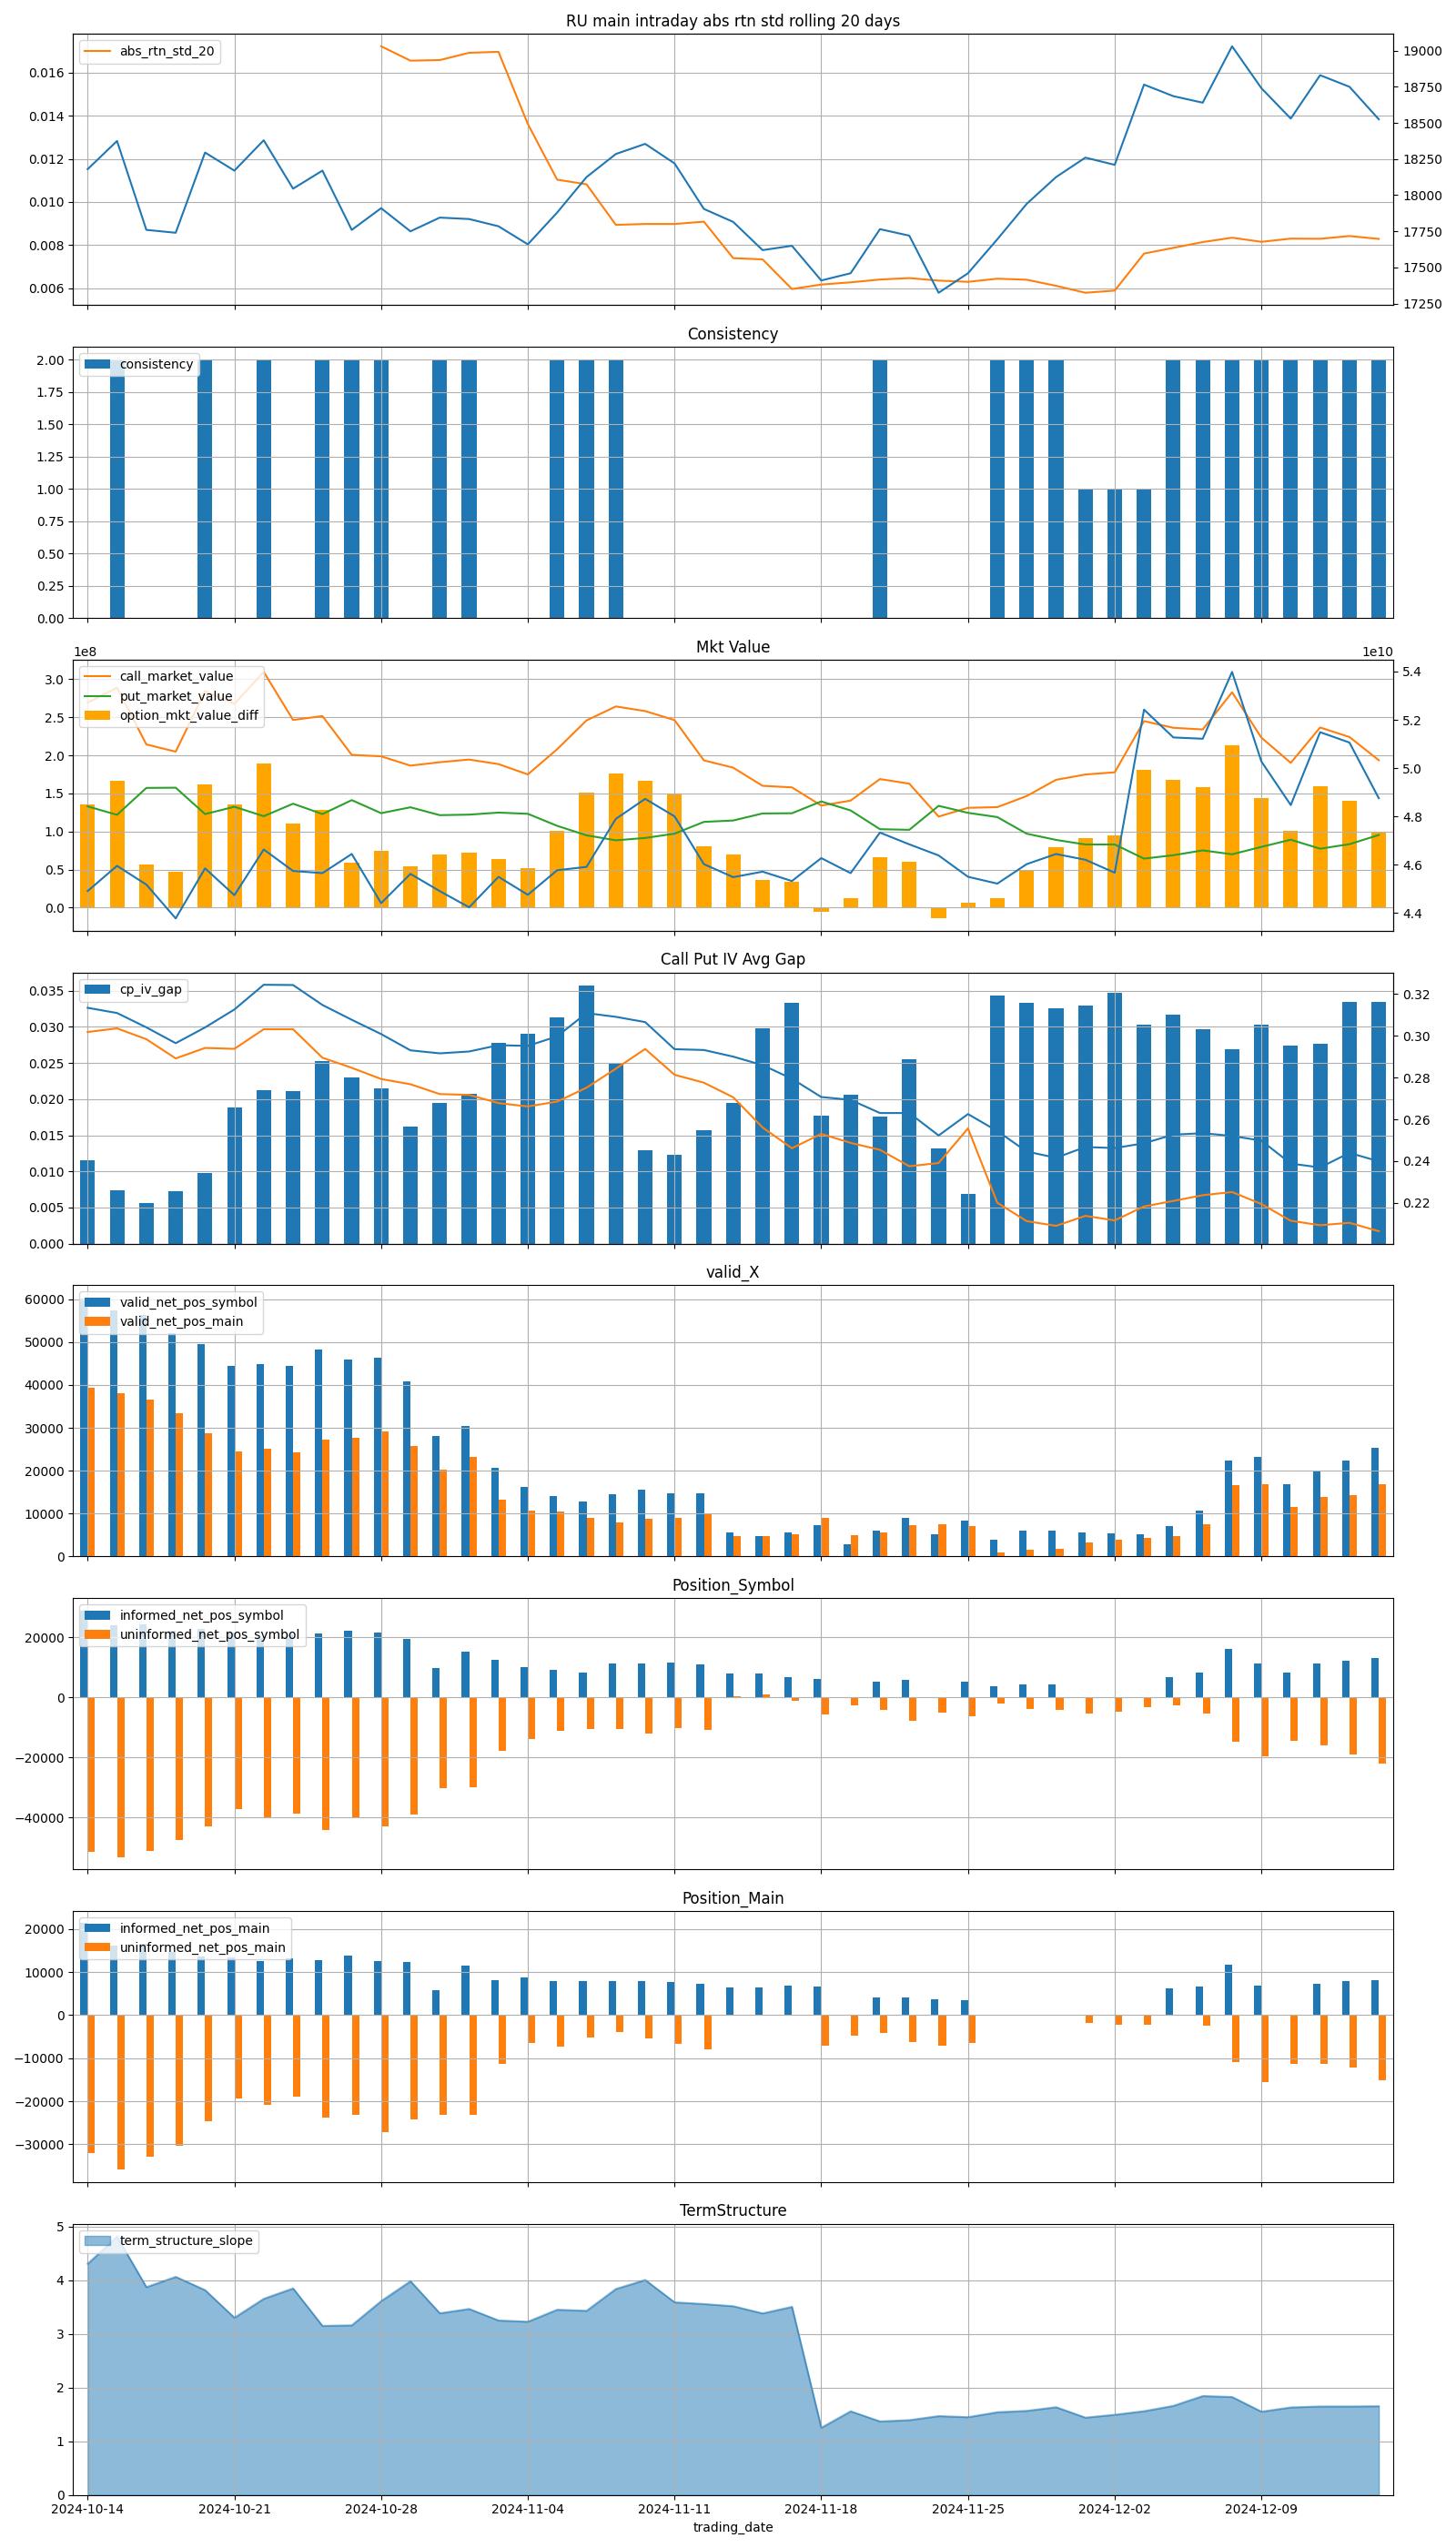 RU main intraday abs rtn std rolling 20 days
abs_rtn_std_20
0.016
0.014
0.012
0.010
0.008
0.006
19000
18750
18500
18250
18000
17750
17500
17250
Consistency
consistency
2.00
1.75
1.50
1.25
1.00
0.75
0.50
0.25
0.00
Mkt Value
1e8
1e10
call_market_value
put_market_value
option_mkt_value_diff
3.0
2.5
2.0
1.5
1.0
0.5
0.0
5.4
5.2
5.0
4.8
4.6
4.4
Call Put IV Avg Gap
cp_iv_gap
0.035
0.030
0.025
0.020
0.015
0.010
0.005
0.000
0.32
0.30
0.28
0.26
0.24
0.22
valid_X
valid_net_pos_symbol
valid_net_pos_main
60000
50000
40000
30000
20000
10000
0
Position_Symbol
informed_net_pos_symbol
uninformed_net_pos_symbol
20000
0
−20000
−40000
Position_Main
informed_net_pos_main
uninformed_net_pos_main
20000
10000
0
−10000
−20000
−30000
TermStructure
term_structure_slope
5
4
3
2
1
0
2024-10-14 2024-10-21 2024-10-28 2024-11-04 2024-11-11 2024-11-18 2024-11-25 2024-12-02 2024-12-09
trading_date